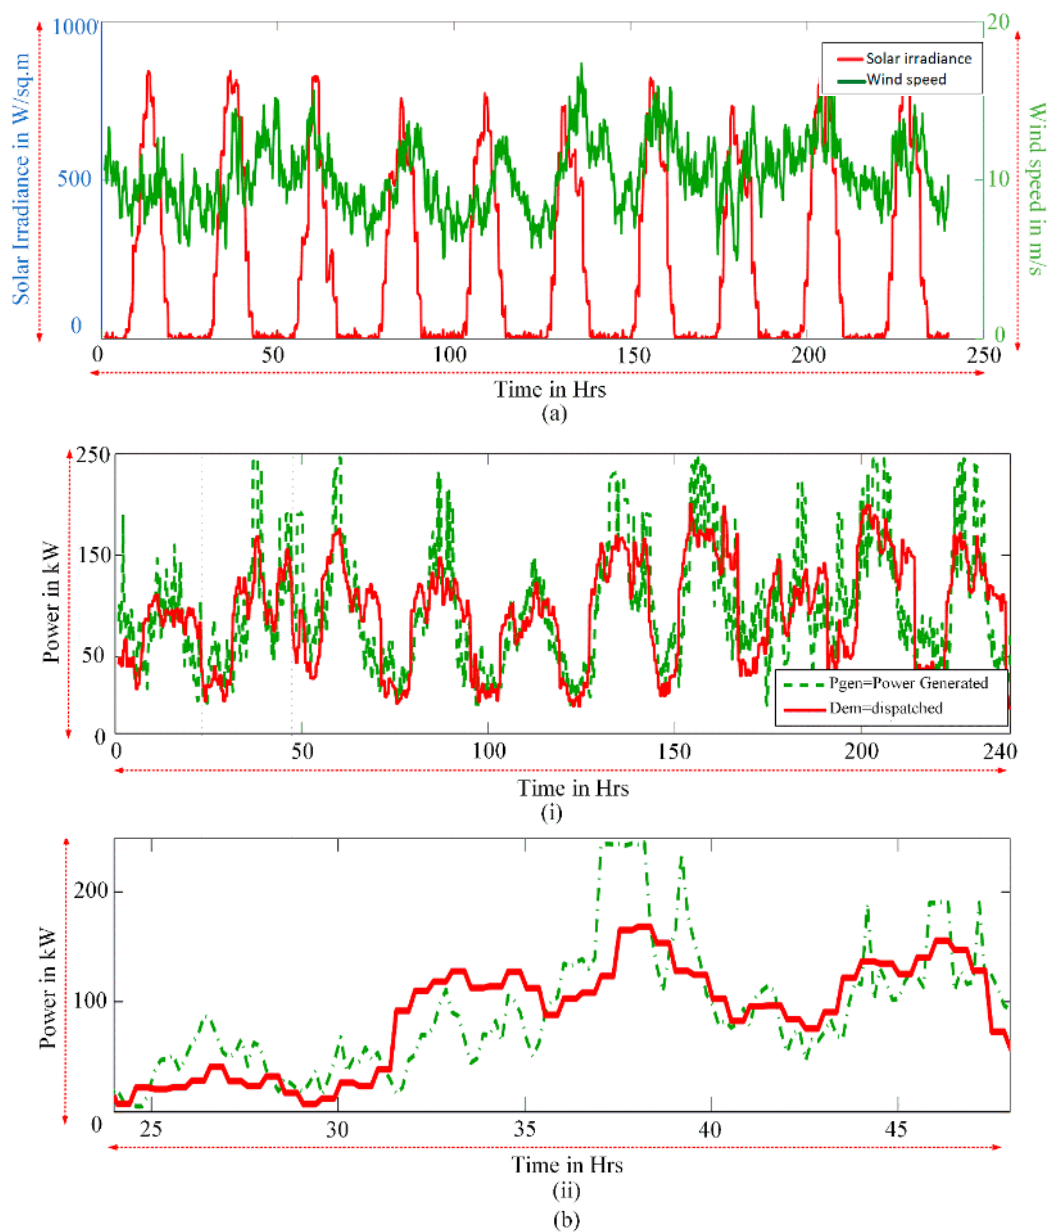 1000
20
Solar irradiance
Wind speed
Solar Irradiance in W/sq.m
500
10
Wind speed in m/s
0
0
0
50
100
150
200
250
Time in Hrs
(a)
250
150
Power in kW
50
Pgen=Power Generated
Dem=dispatched
0
0
50
100
150
200
240
Time in Hrs
(i)
200
Power in kW
100
0
25
30
35
40
45
Time in Hrs
(ii)
(b)